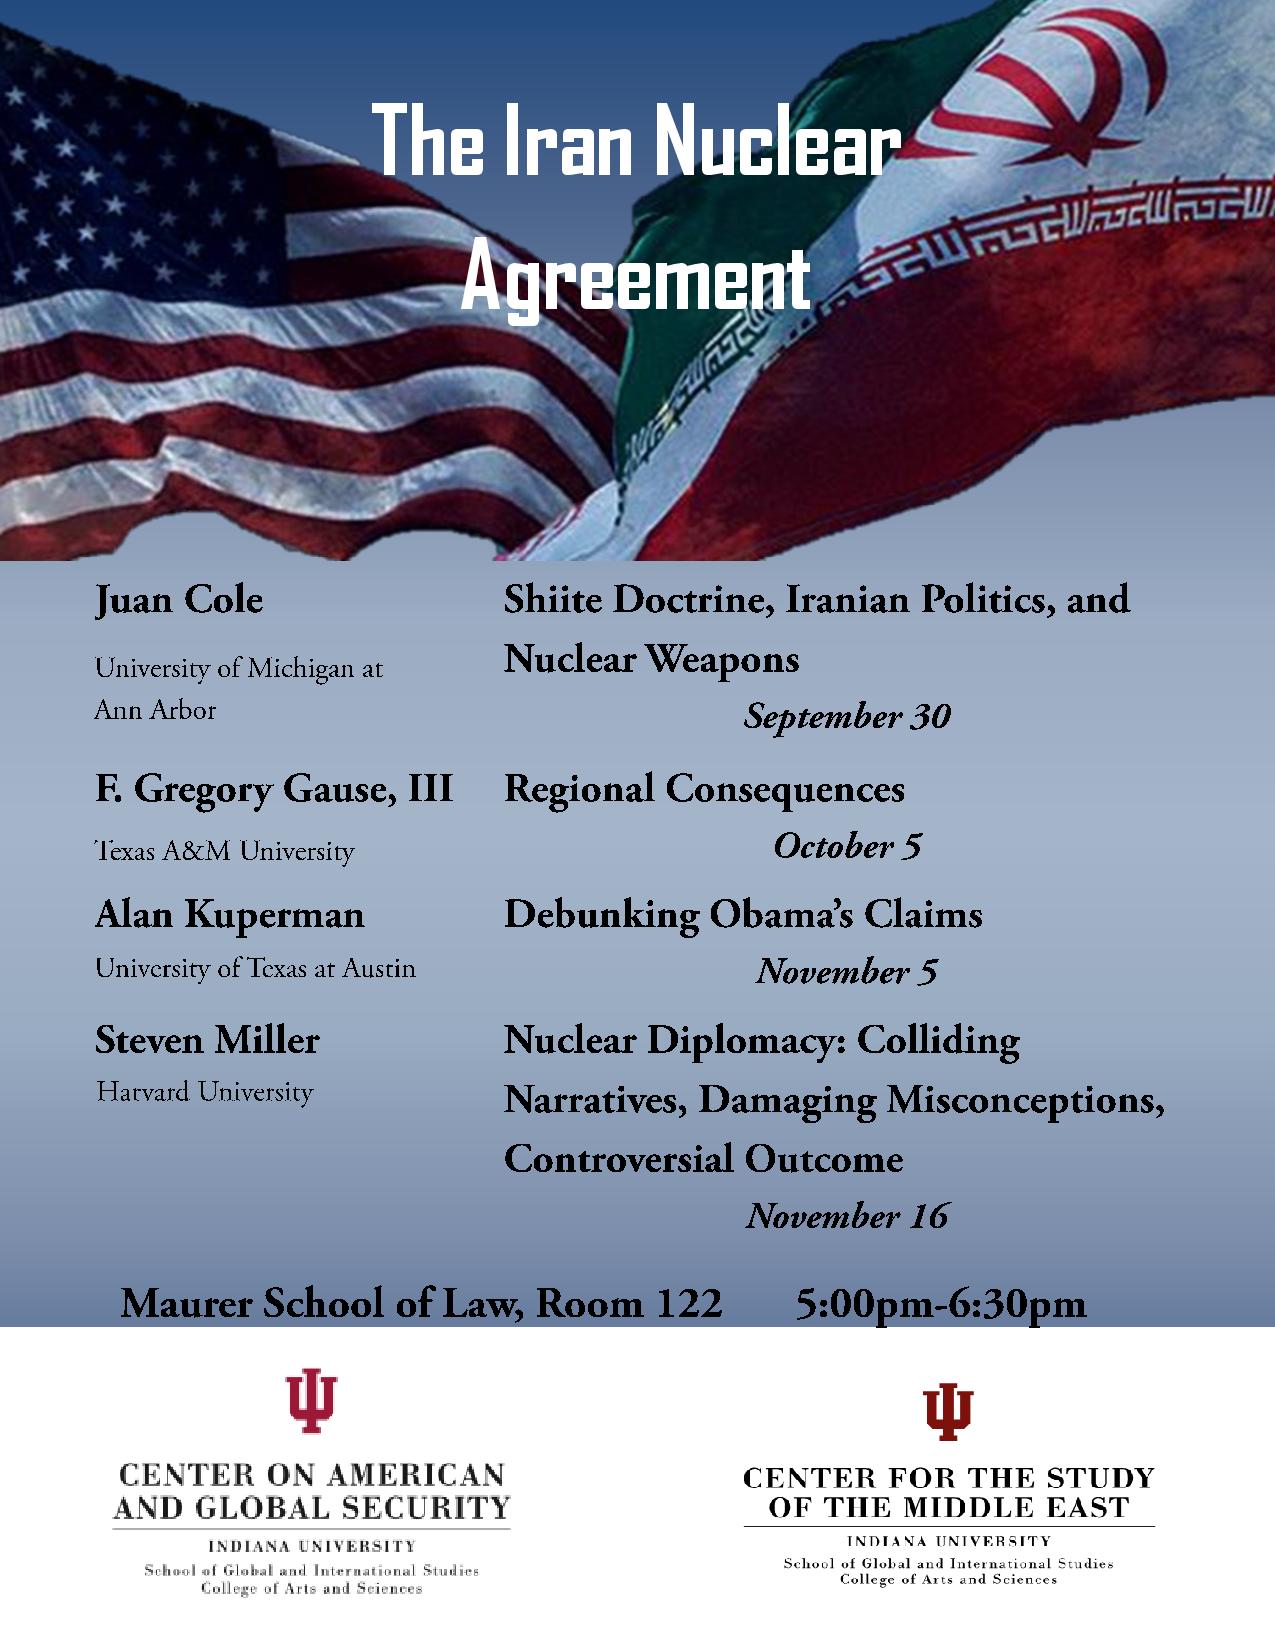 The Iran Nuclear
Agreement
Juan Cole
University of Michigan at
Ann Arbor
Shiite Doctrine, Iranian Politics, and
Nuclear Weapons
September 30
F. Gregory Gause, III
Texas A&M University
Regional Consequences
October 5
Alan Kuperman
University of Texas at Austin
Debunking Obama’s Claims
November 5
Steven Miller
Harvard University
Nuclear Diplomacy: Colliding
Narratives, Damaging Misconceptions,
Controversial Outcome
November 16
Maurer School of Law, Room 122 5:00pm-6:30pm
CENTER ON AMERICAN
AND GLOBAL SECURITY
INDIANA UNIVERSITY
School of Global and International Studies
College of Arts and Sciences
CENTER FOR THE STUDY
OF THE MIDDLE EAST
INDIANA UNIVERSITY
School of Global and International Studies
College of Arts and Sciences